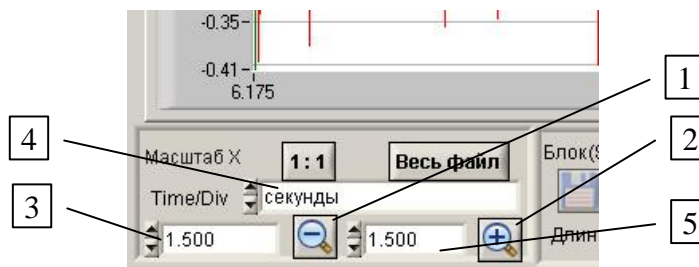 -0.35
-0.41
6.175
1
4
Масштаб X
1:1
Весь файл
Блок(
2
Time/Div
секунды
3
1.500
1.500
Длин
5